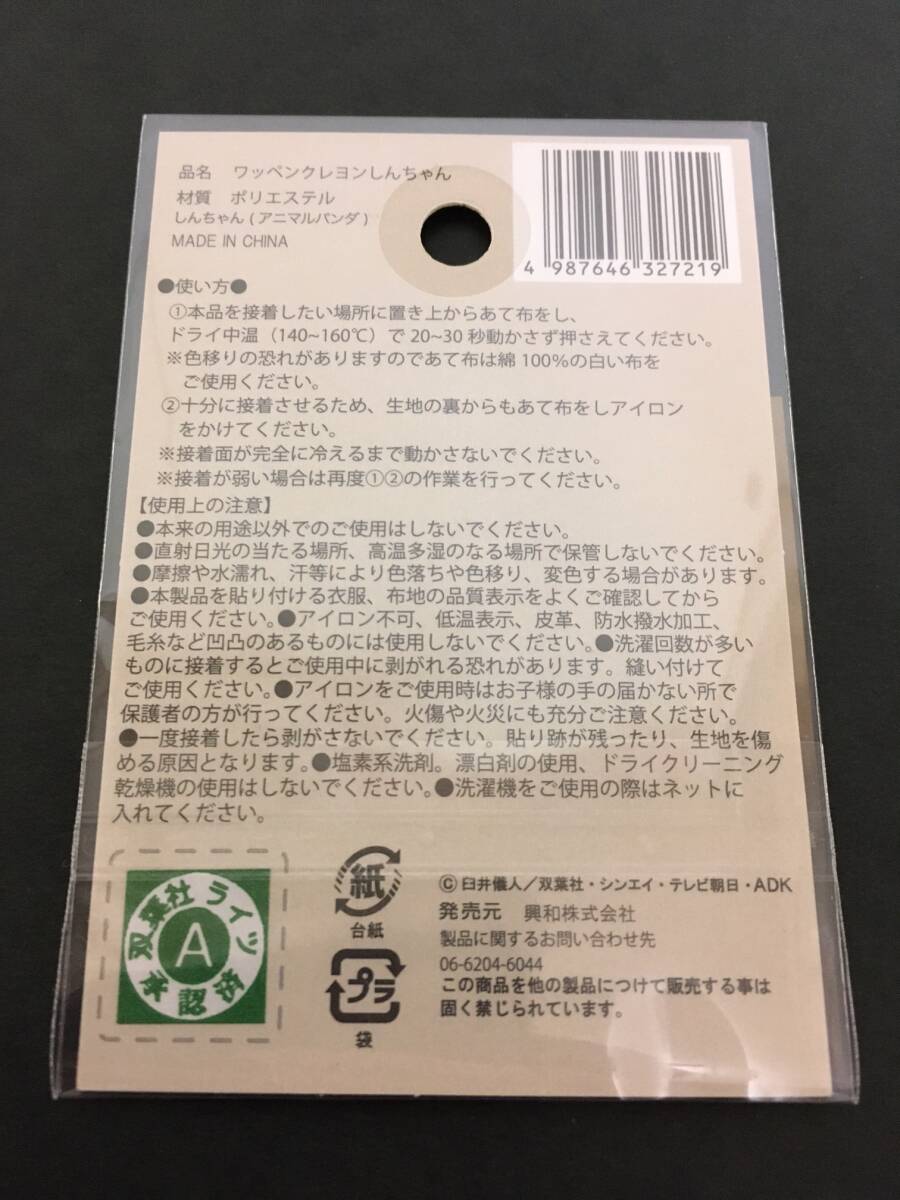 品名 ワッペンクレヨンしんちゃん
材質 ポリエステル
しんちゃん(アニマルパンダ)
MADE IN CHINA
4 987646 327219
●使い方●
①本品を接着したい場所に置き上からあて布をし、
ドライ中温（140~160℃）で20~30秒動かさず押さえてください。
※色移りの恐れがありますのであて布は綿100%の白い布を
ご使用ください。
②十分に接着させるため、生地の裏からもあて布をしアイロン
をかけてください。
※接着面が完全に冷えるまで動かさないでください。
※接着が弱い場合は再度①②の作業を行ってください。
【使用上の注意】
●本来の用途以外でのご使用はしないでください。
●直射日光の当たる場所、高温多湿のなる場所で保管しないでください。
●摩擦や水濡れ、汗等により色落ちや色移り、変色する場合があります。
●本製品を貼り付ける衣服、布地の品質表示をよくご確認してから
ご使用ください。●アイロン不可、低温表示、皮革、防水撥水加工、
毛糸など凹凸のあるものには使用しないでください。●洗濯回数が多い
ものに接着するとご使用中に剥がれる恐れがあります。縫い付けて
ご使用ください。●アイロンをご使用時はお子様の手の届かない所で
保護者の方が行ってください。火傷や火災にも充分ご注意ください。
●一度接着したら剥がさないでください。貼り跡が残ったり、生地を傷
める原因となります。●塩素系洗剤。漂白剤の使用、ドライクリーニング
乾燥機の使用はしないでください。●洗濯機をご使用の際はネットに
入れてください。
双葉社ライツ
A
承認済
紙
台紙
プラ
袋
©臼井儀人／双葉社・シンエイ・テレビ朝日・ADK
発売元 興和株式会社
製品に関するお問い合わせ先
06-6204-6044
この商品を他の製品につけて販売する事は
固く禁じられています。